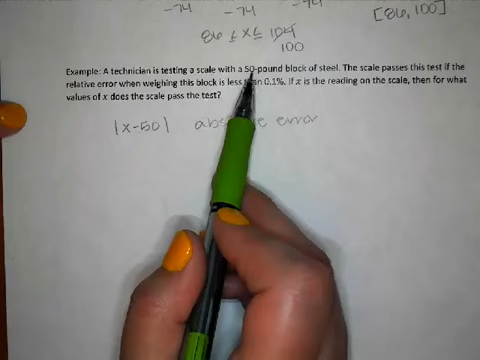 -74 -74 -74
86 ≤ x ≤ 174 [86, 100]
100
Example: A technician is testing a scale with a 50-pound block of steel. The scale passes this test if the
relative error when weighing this block is less than 0.1%. If x is the reading on the scale, then for what
values of x does the scale pass the test?
|x-50| error